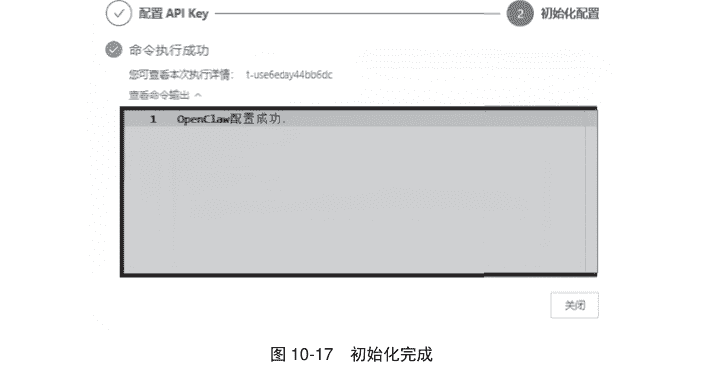 配置 API Key 2 初始化配置
命令执行成功
您可查看本次执行详情： t-use6eday44bb6dc
查看命令输出
1 OpenClaw配置成功.
关闭
图 10-17 初始化完成